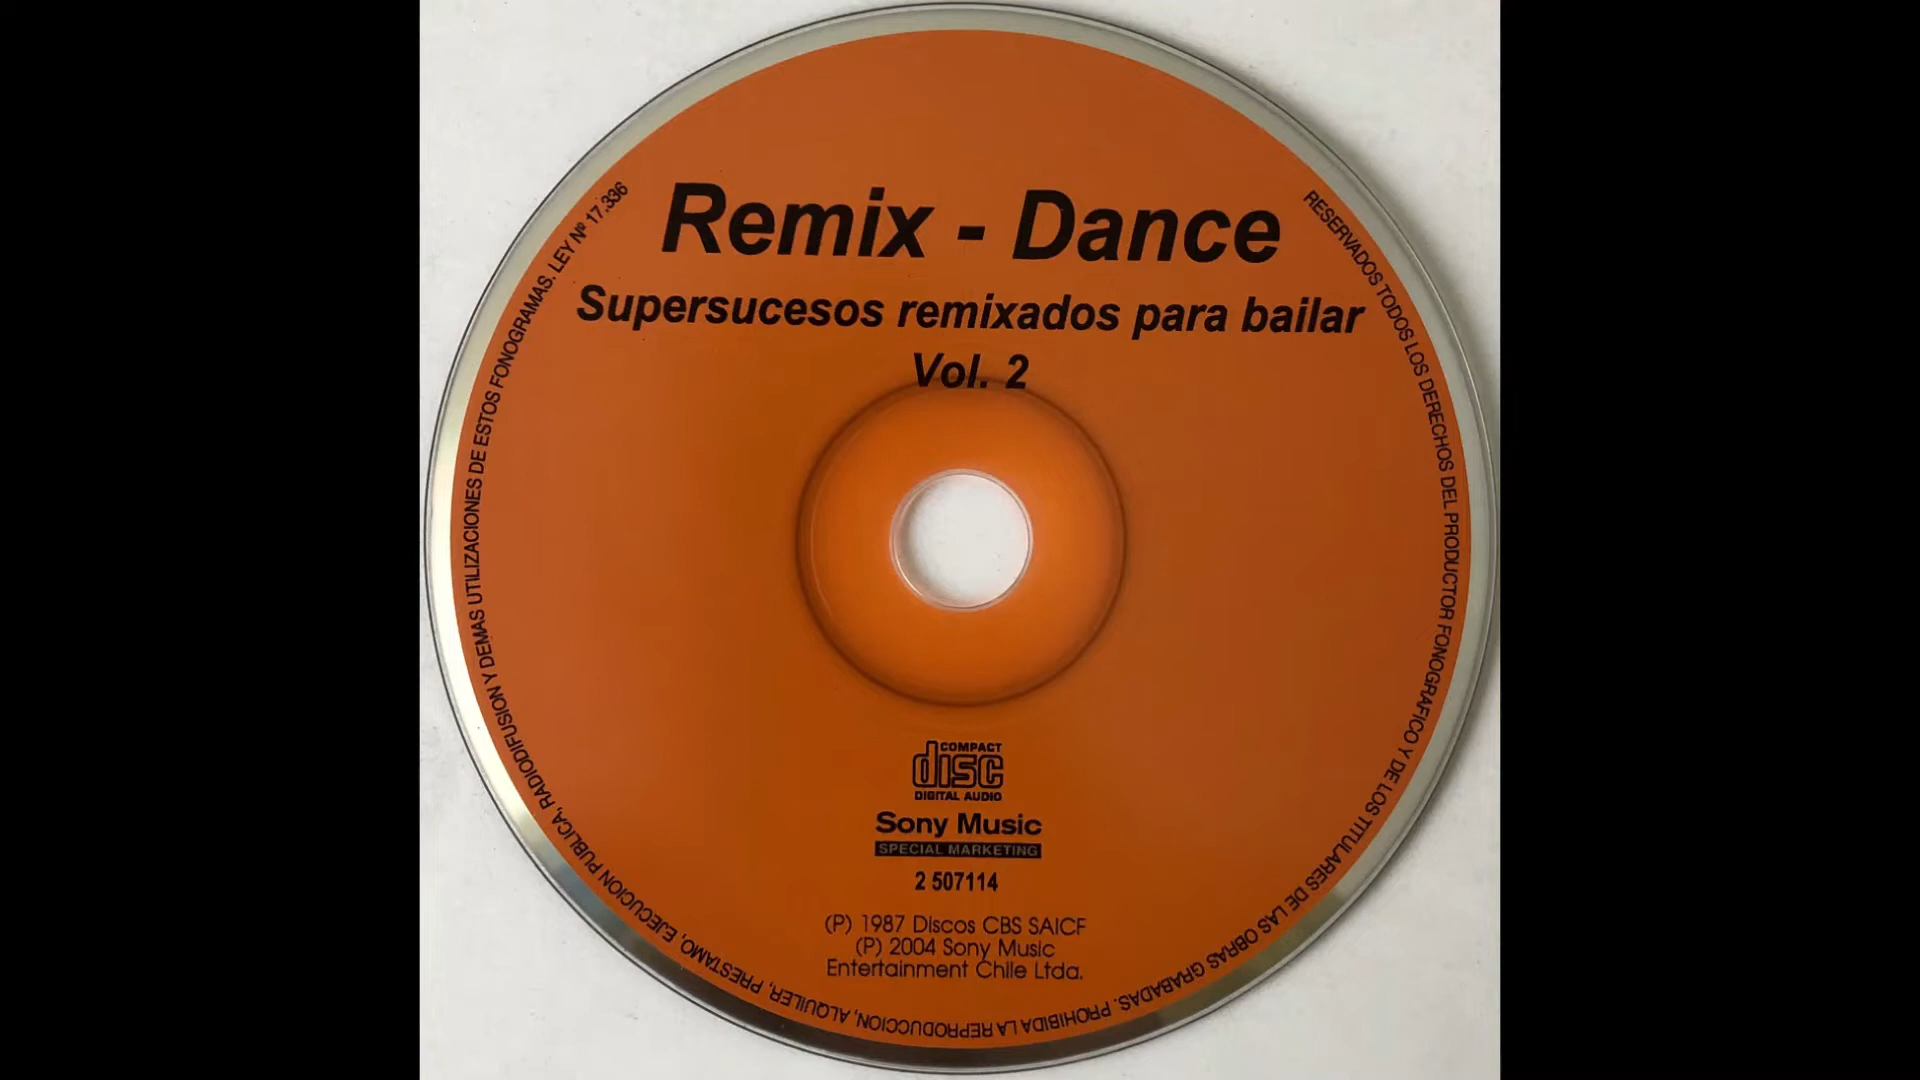 Remix - Dance
Supersucesos remixados para bailar
Vol. 2
COMPACT
disc
DIGITAL AUDIO
Sony Music
SPECIAL MARKETING
2 507114
(P) 1987 Discos CBS SAICF
(P) 2004 Sony Music
Entertainment Chile Ltda.
RESERVADOS TODOS LOS DERECHOS DEL PRODUCTOR FONOGRAFICO Y DE LOS TITULARES DE LAS OBRAS GRABADAS. PROHIBIDA LA REPRODUCCION, ALQUILER, PRESTAMO, EJECUCION PUBLICA, RADIODIFUSION Y DEMAS UTILIZACIONES DE ESTOS FONOGRAMAS. LEY Nº 17.336